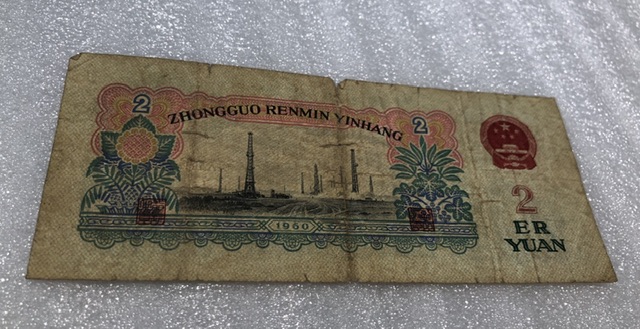 2
ZHONGGUO RENMIN YINHANG
2
1960
2
ER
YUAN